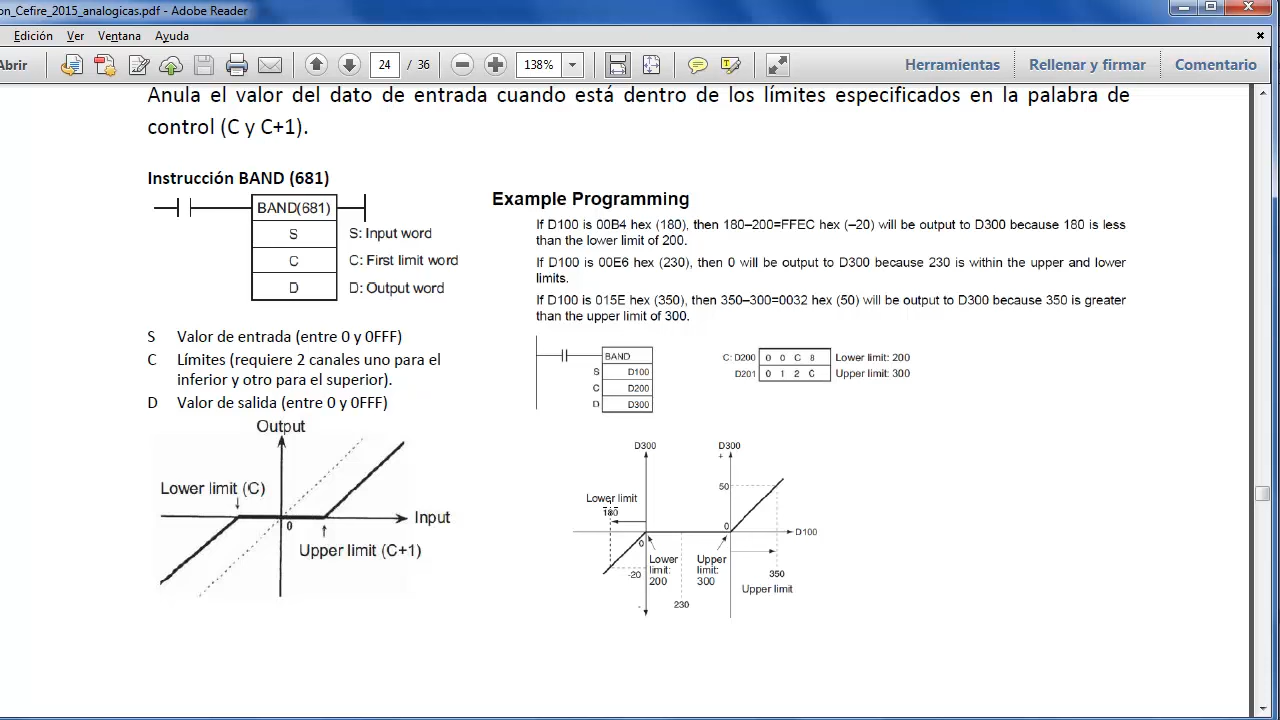 on_Cefire_2015_analogicas.pdf - Adobe Reader
Edición Ver Ventana Ayuda
Abrir 24 / 36 138% Herramientas Rellenar y firmar Comentario
Anula el valor del dato de entrada cuando está dentro de los límites especificados en la palabra de
control (C y C+1).
Instrucción BAND (681)
BAND(681)
S S: Input word
C C: First limit word
D D: Output word
S Valor de entrada (entre 0 y 0FFF)
C Límites (requiere 2 canales uno para el
inferior y otro para el superior).
D Valor de salida (entre 0 y 0FFF)
Output
Lower limit (C)
0
Input
Upper limit (C+1)
Example Programming
If D100 is 00B4 hex (180), then 180–200=FFEC hex (–20) will be output to D300 because 180 is less
than the lower limit of 200.
If D100 is 00E6 hex (230), then 0 will be output to D300 because 230 is within the upper and lower
limits.
If D100 is 015E hex (350), then 350–300=0032 hex (50) will be output to D300 because 350 is greater
than the upper limit of 300.
BAND
S D100
C D200
D D300
C: D200 0 0 C 8 Lower limit: 200
D201 0 1 2 C Upper limit: 300
D300 D300
+
50
Lower limit
180
0 0
D100
Lower
limit:
200
Upper
limit:
300
-20
350
Upper limit
230
-